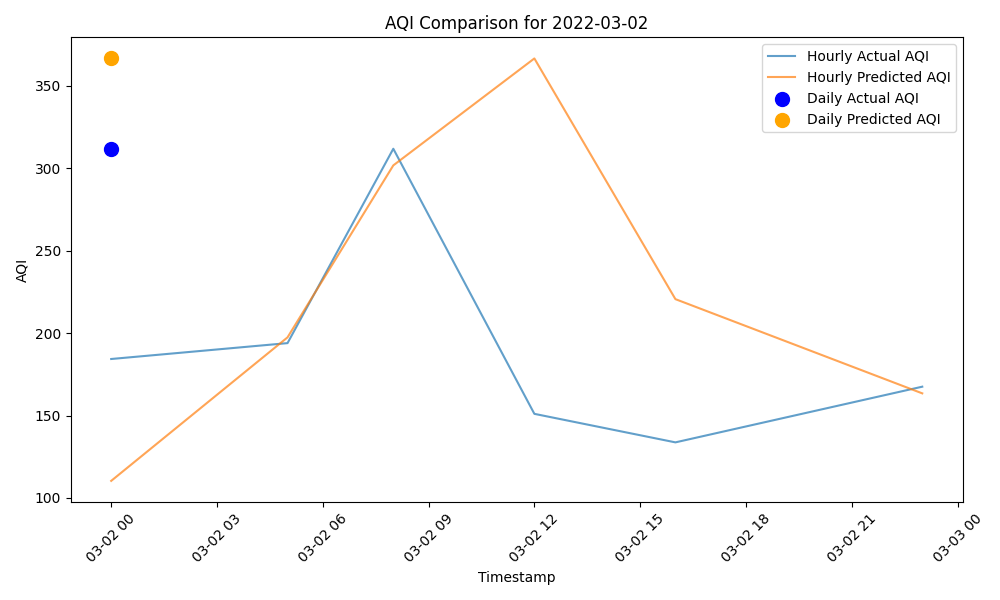 AQI Comparison for 2022-03-02
Hourly Actual AQI
Hourly Predicted AQI
Daily Actual AQI
Daily Predicted AQI
AQI
350
300
250
200
150
100
03-02 00
03-02 03
03-02 06
03-02 09
03-02 12
03-02 15
03-02 18
03-02 21
03-03 00
Timestamp